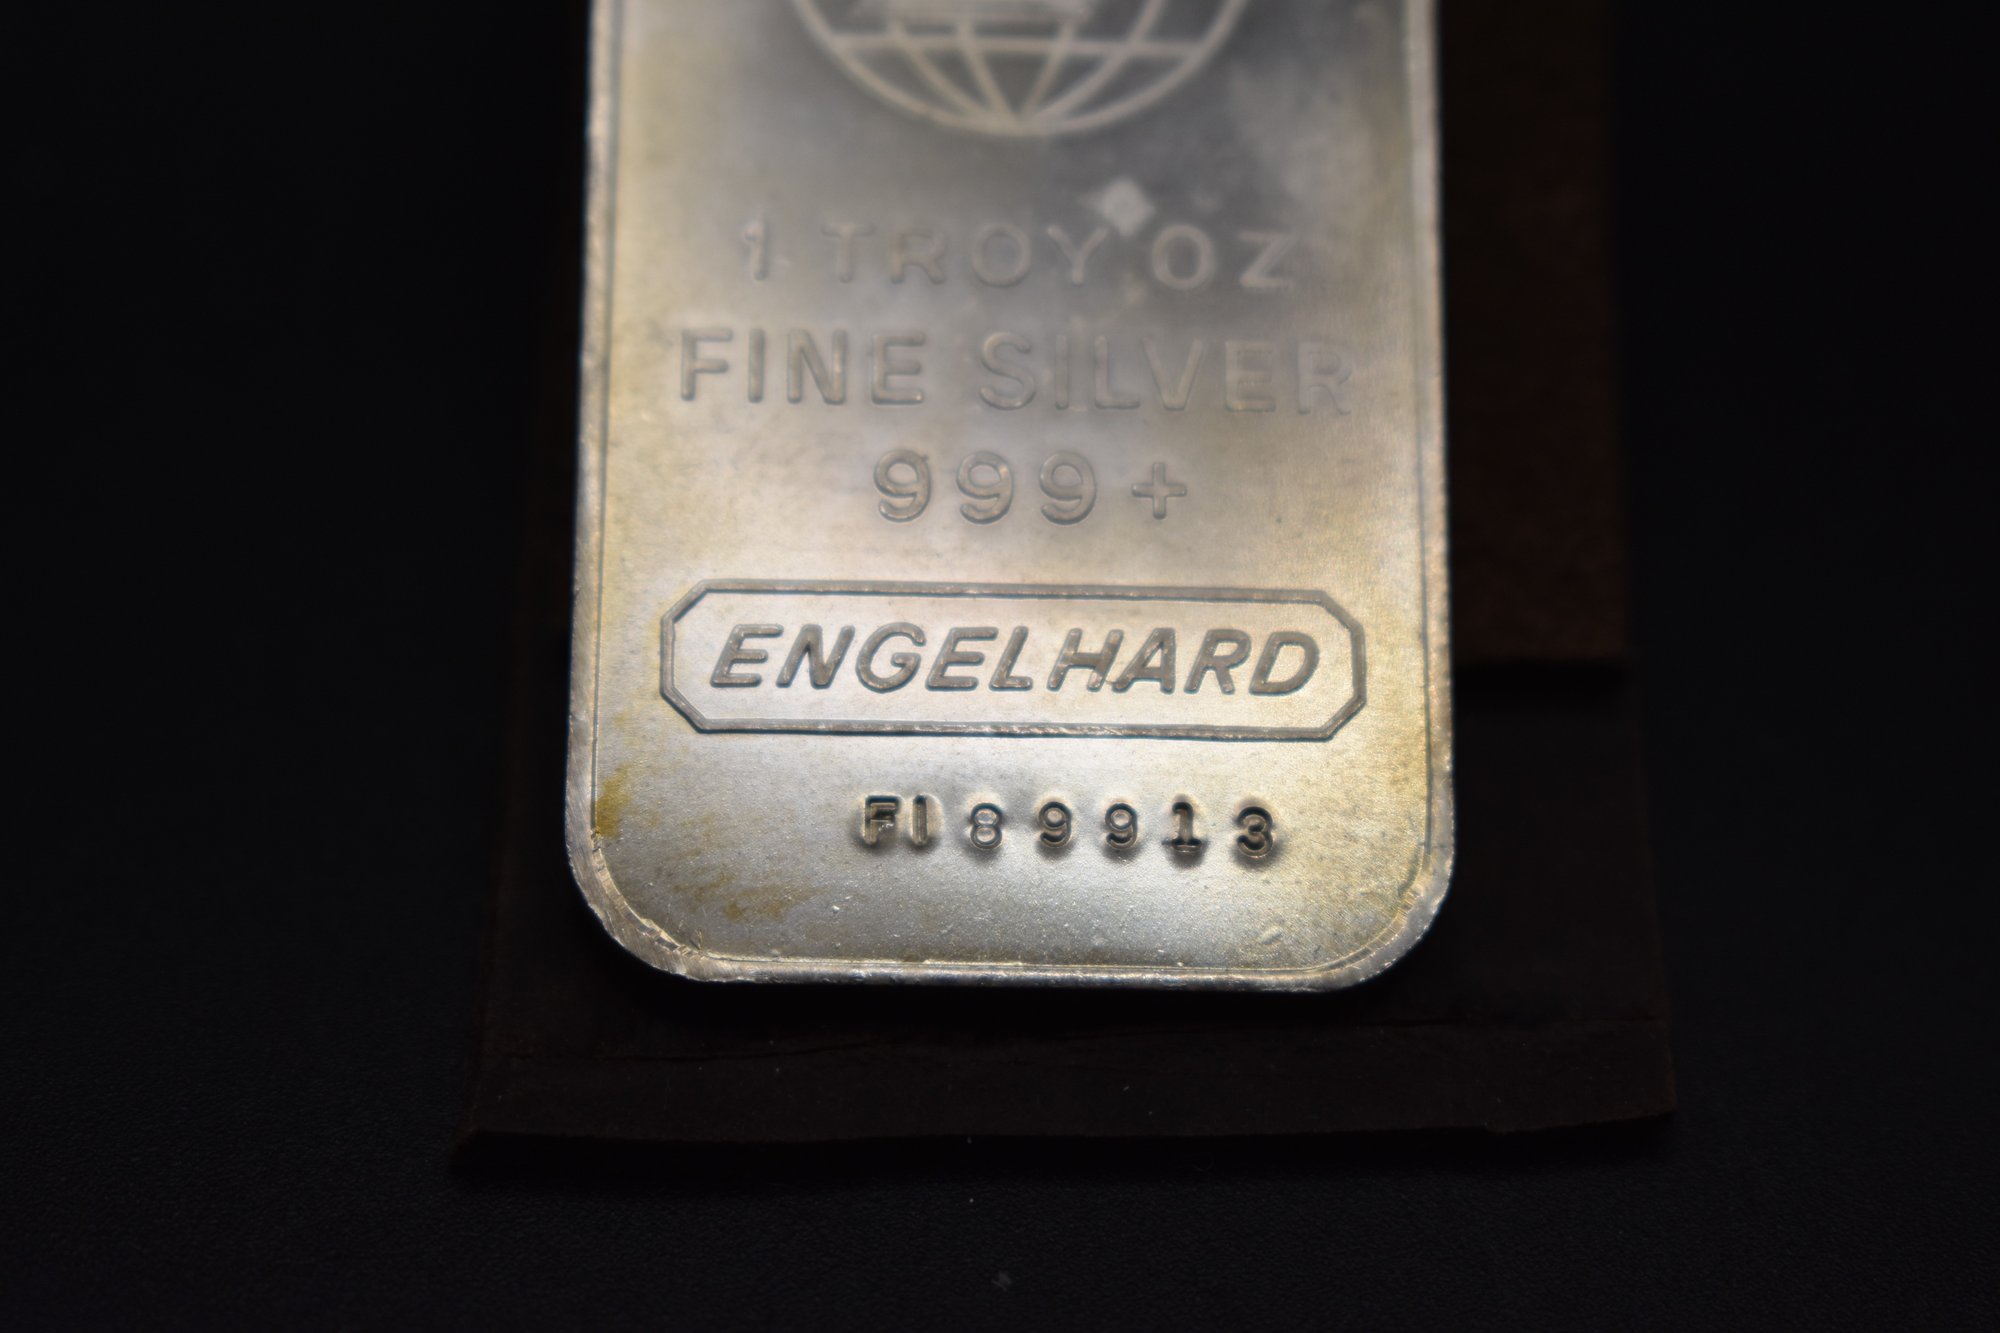 1 TROY OZ
FINE SILVER
999+
ENGELHARD
FI 89913